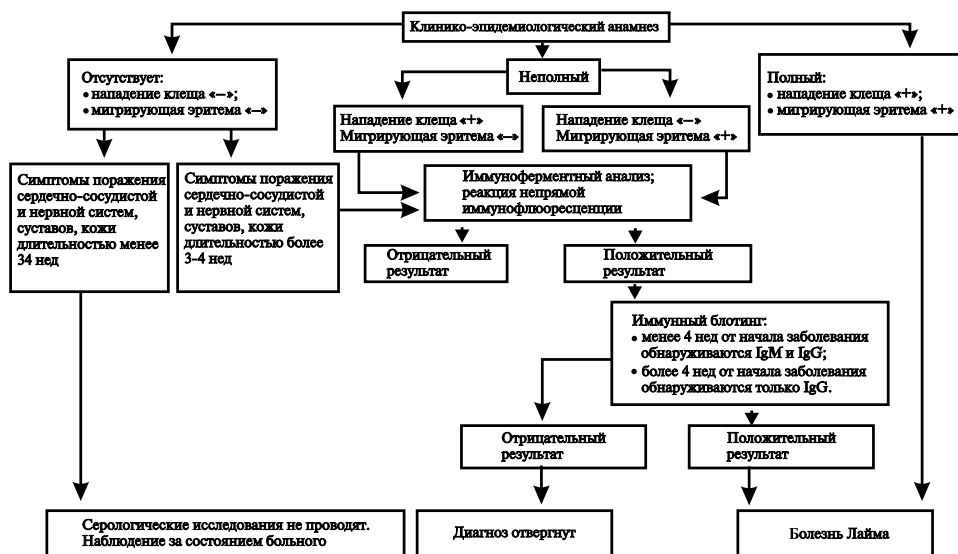 Клинико-эпидемиологический анамнез
Отсутствует:
• нападение клеща «–»;
• мигрирующая эритема «–»
Неполный
Полный:
• нападение клеща «+»;
• мигрирующая эритема «+»
Нападение клеща «+»
Мигрирующая эритема «–»
Нападение клеща «–»
Мигрирующая эритема «+»
Симптомы поражения
сердечно-сосудистой
и нервной систем,
суставов, кожи
длительностью менее
34 нед
Симптомы поражения
сердечно-сосудистой
и нервной систем,
суставов, кожи
длительностью более
3-4 нед
Иммуноферментный анализ;
реакция непрямой
иммунофлюоресценции
Отрицательный
результат
Положительный
результат
Иммунный блотинг:
• менее 4 нед от начала заболевания
обнаруживаются IgM и IgG;
• более 4 нед от начала заболевания
обнаруживаются только IgG.
Отрицательный
результат
Положительный
результат
Серологические исследования не проводят.
Наблюдение за состоянием больного
Диагноз отвергнут
Болезнь Лайма